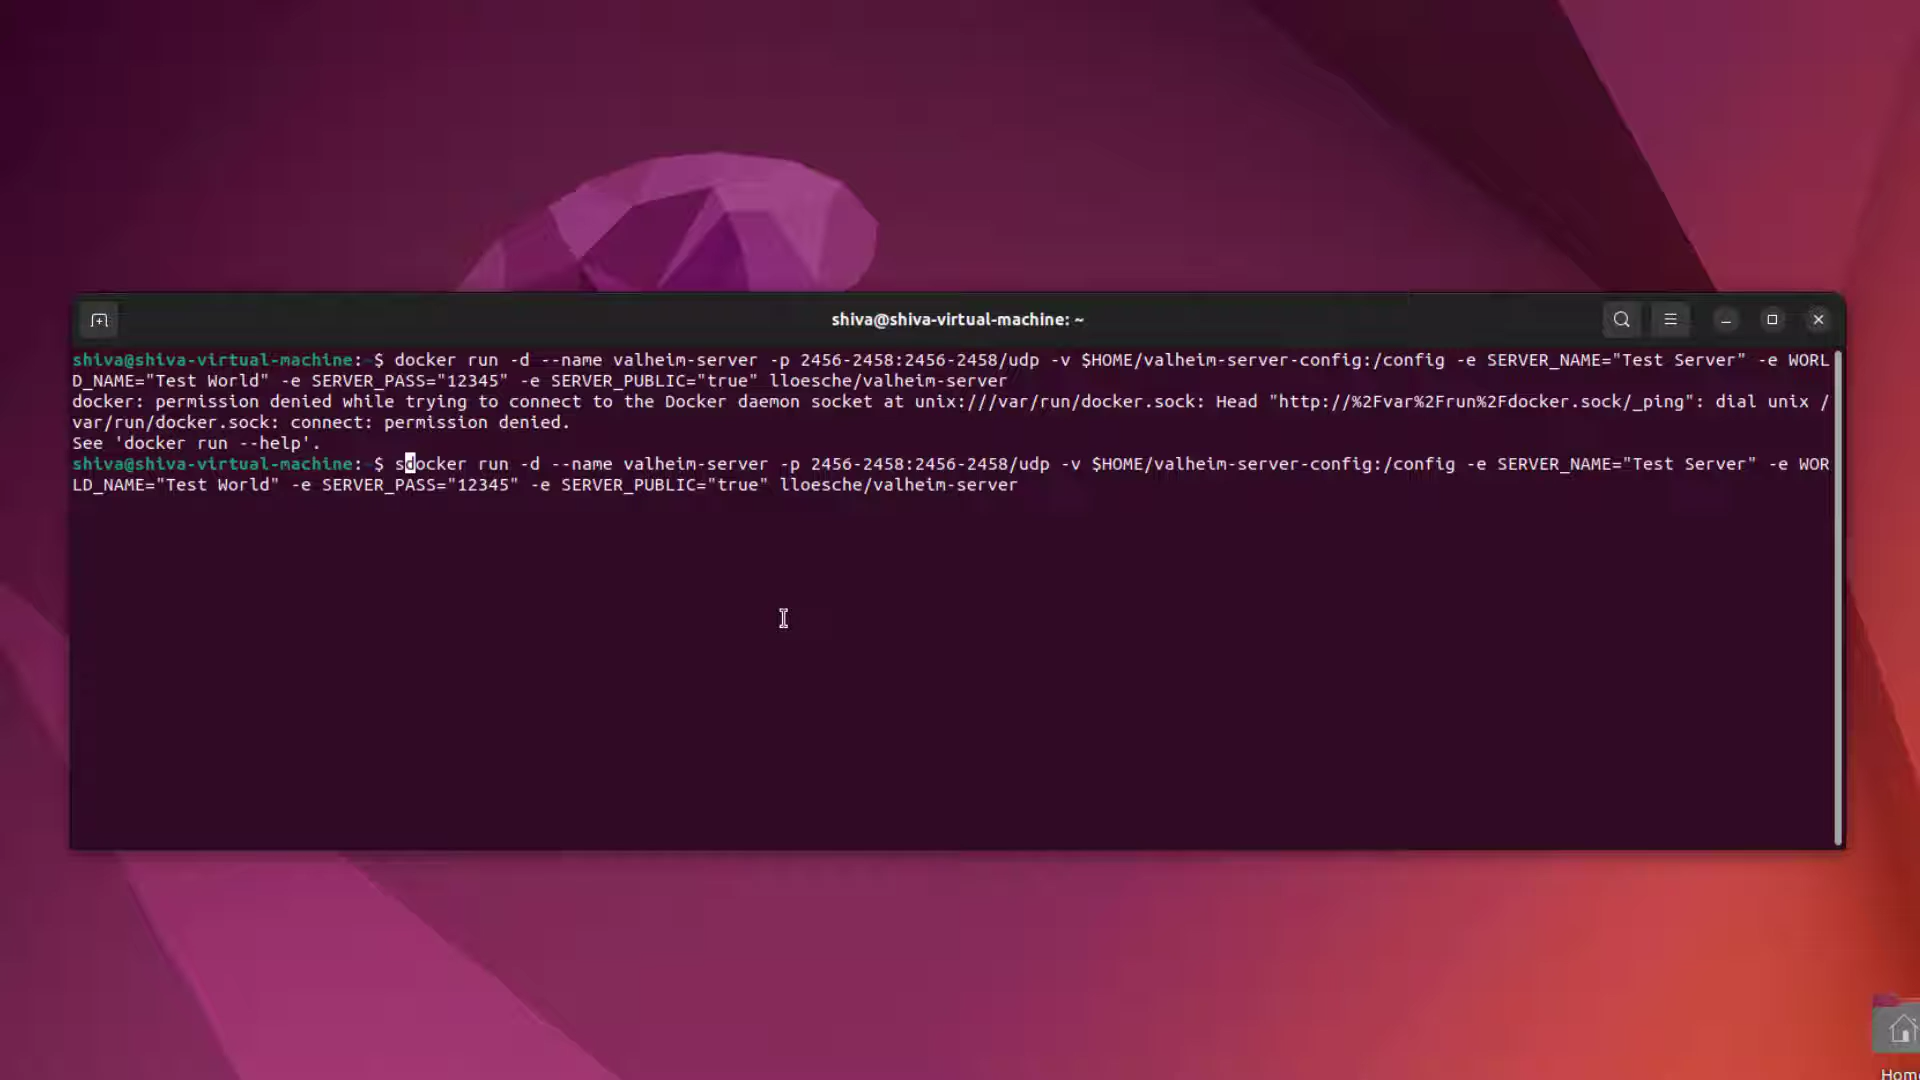 shiva@shiva-virtual-machine: ~
shiva@shiva-virtual-machine:~$ docker run -d --name valheim-server -p 2456-2458:2456-2458/udp -v $HOME/valheim-server-config:/config -e SERVER_NAME="Test Server" -e WORL
D_NAME="Test World" -e SERVER_PASS="12345" -e SERVER_PUBLIC="true" lloesche/valheim-server
docker: permission denied while trying to connect to the Docker daemon socket at unix:///var/run/docker.sock: Head "http://%2Fvar%2Frun%2Fdocker.sock/_ping": dial unix /
var/run/docker.sock: connect: permission denied.
See 'docker run --help'.
shiva@shiva-virtual-machine:~$ sdocker run -d --name valheim-server -p 2456-2458:2456-2458/udp -v $HOME/valheim-server-config:/config -e SERVER_NAME="Test Server" -e WOR
LD_NAME="Test World" -e SERVER_PASS="12345" -e SERVER_PUBLIC="true" lloesche/valheim-server
Home